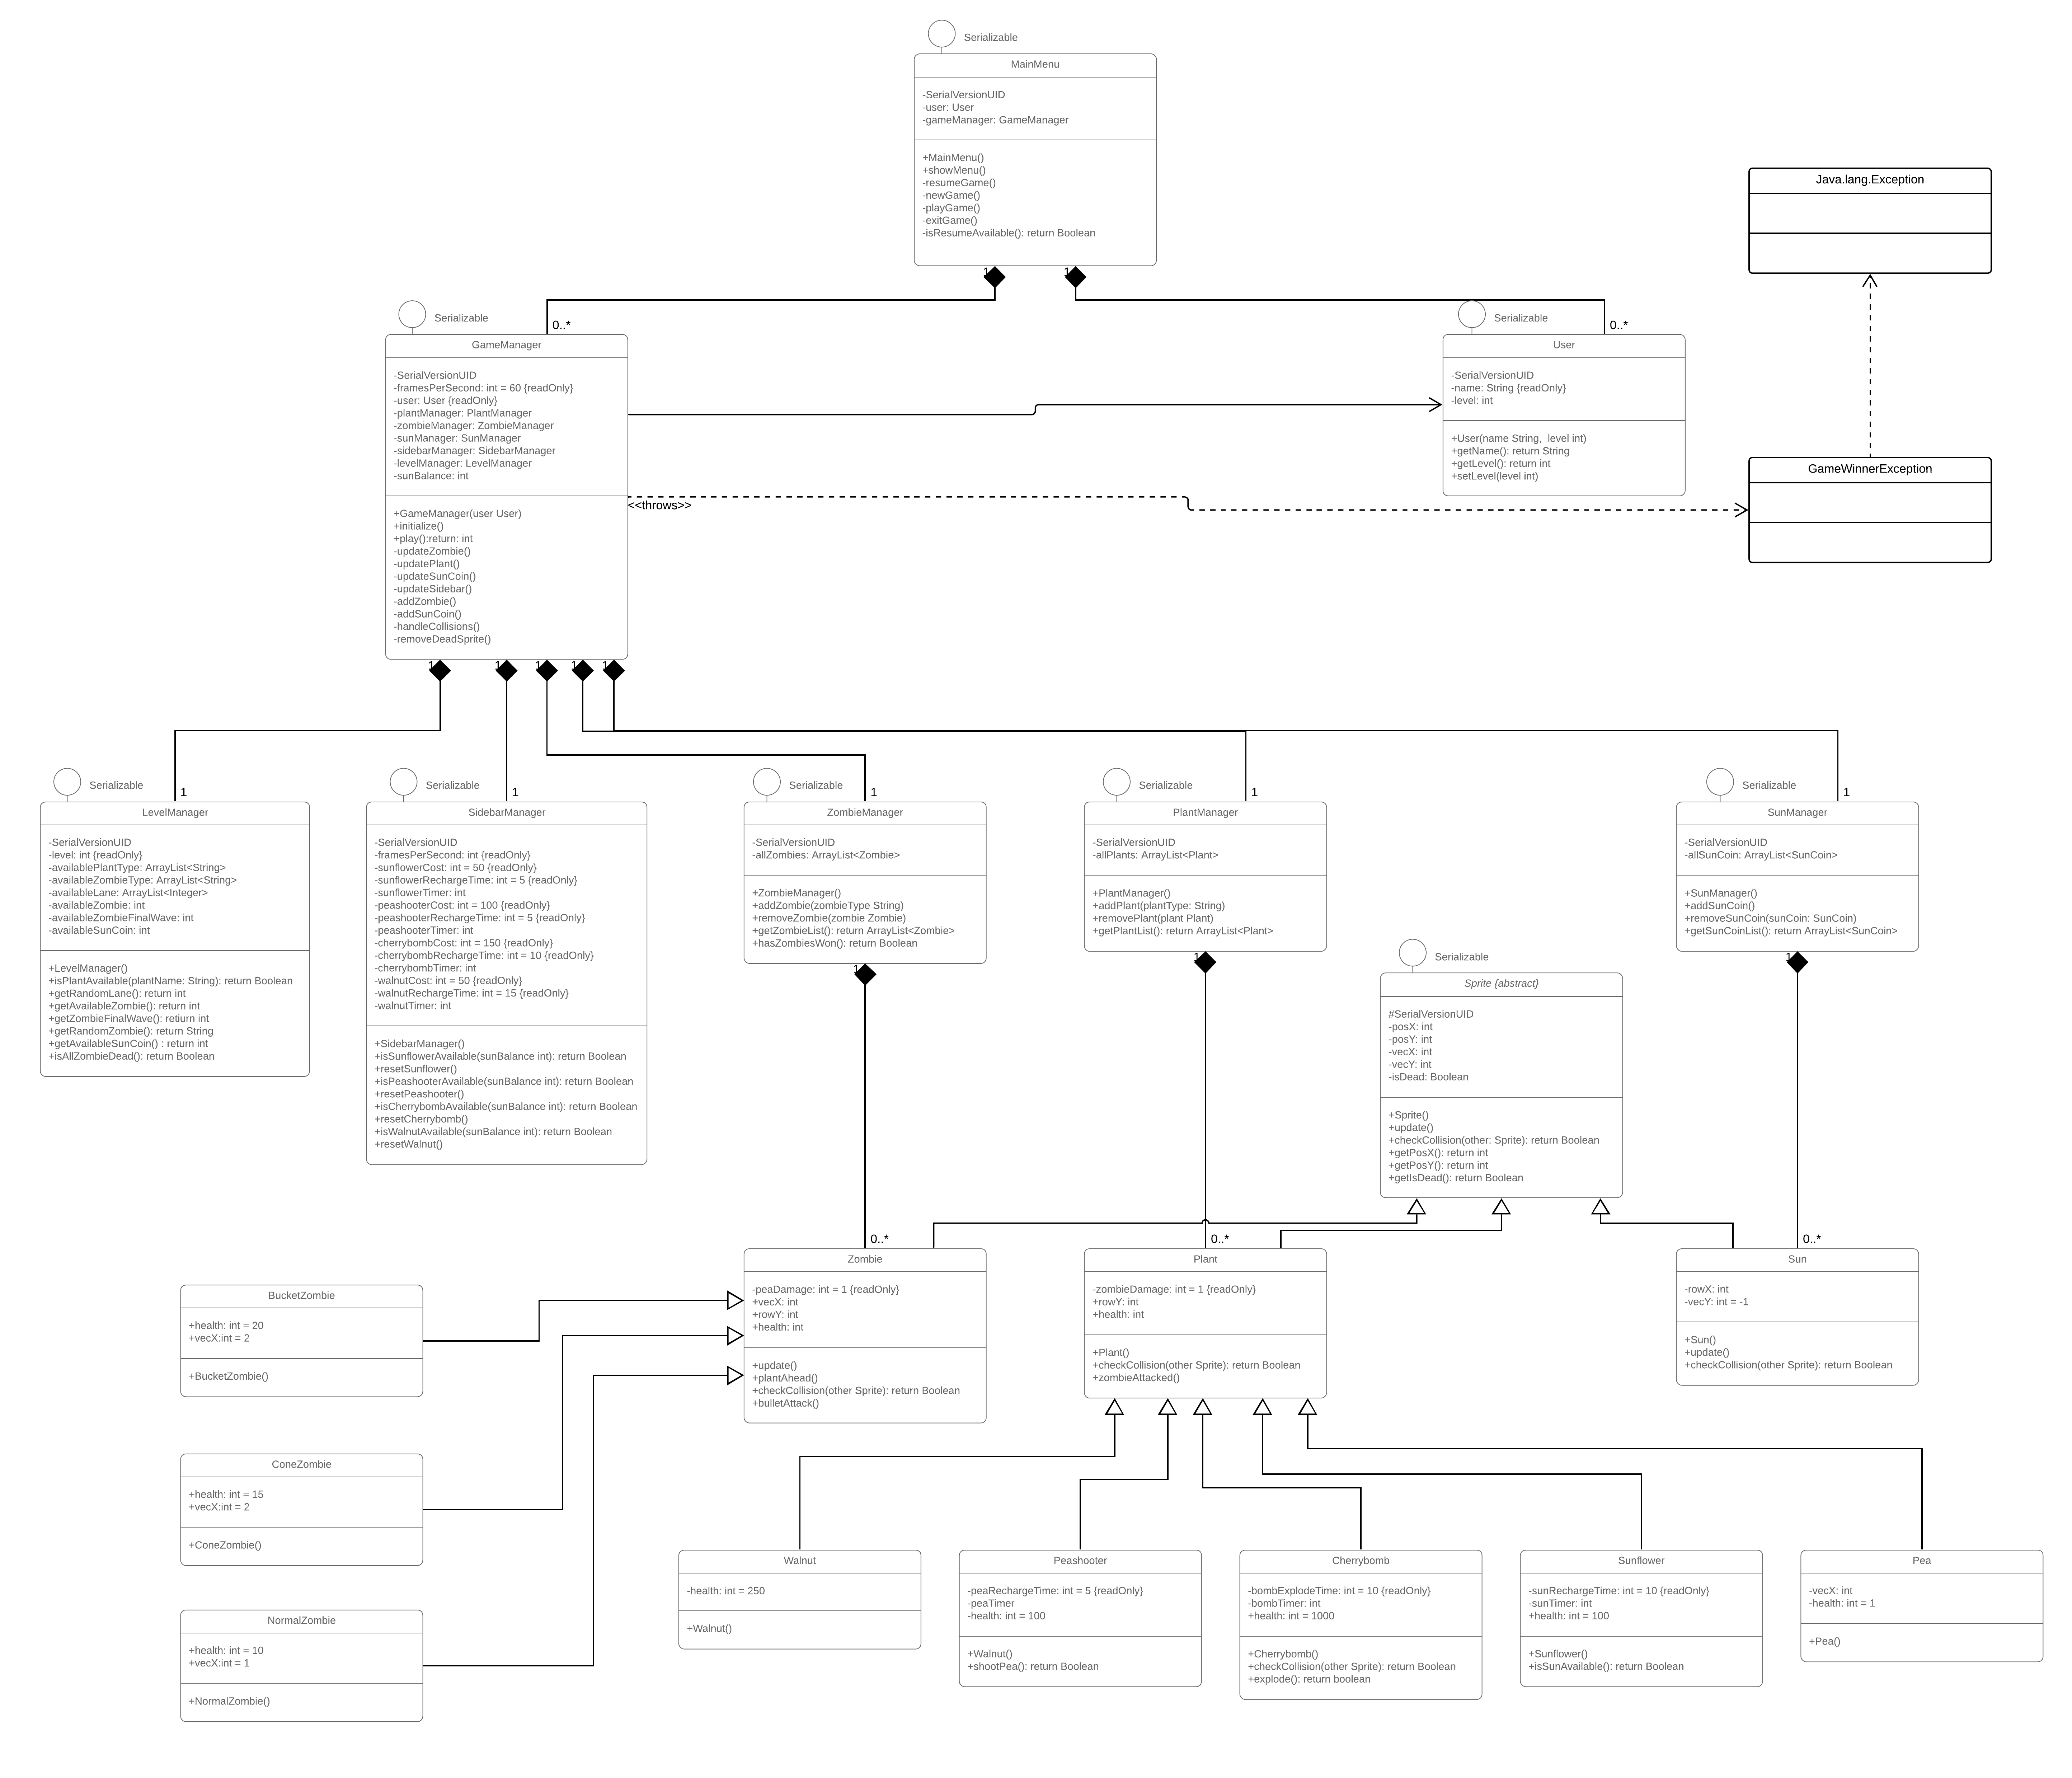 Serializable
MainMenu
-SerialVersionUID
-user: User
-gameManager: GameManager
+MainMenu()
+showMenu()
-resumeGame()
-newGame()
-playGame()
-exitGame()
-isResumeAvailable(): return Boolean
1
1
Java.lang.Exception
0..*
0..*
Serializable
GameManager
-SerialVersionUID
-framesPerSecond: int = 60 {readOnly}
-user: User {readOnly}
-plantManager: PlantManager
-zombieManager: ZombieManager
-sunManager: SunManager
-sidebarManager: SidebarManager
-levelManager: LevelManager
-sunBalance: int
+GameManager(user User)
+initialize()
+play():return: int
-updateZombie()
-updatePlant()
-updateSunCoin()
-updateSidebar()
-addZombie()
-addSunCoin()
-handleCollisions()
-removeDeadSprite()
<<throws>>
Serializable
User
-SerialVersionUID
-name: String {readOnly}
-level: int
+User(name String,  level int)
+getName(): return String
+getLevel(): return int
+setLevel(level int)
GameWinnerException
1
1
1
1
1
Serializable
1
LevelManager
-SerialVersionUID
-level: int {readOnly}
-availablePlantType: ArrayList<String>
-availableZombieType: ArrayList<String>
-availableLane: ArrayList<Integer>
-availableZombie: int
-availableZombieFinalWave: int
-availableSunCoin: int
+LevelManager()
+isPlantAvailable(plantName: String): return Boolean
+getRandomLane(): return int
+getAvailableZombie(): return int
+getZombieFinalWave(): retiurn int
+getRandomZombie(): return String
+getAvailableSunCoin() : return int
+isAllZombieDead(): return Boolean
Serializable
1
SidebarManager
-SerialVersionUID
-framesPerSecond: int {readOnly}
-sunflowerCost: int = 50 {readOnly}
-sunflowerRechargeTime: int = 5 {readOnly}
-sunflowerTimer: int
-peashooterCost: int = 100 {readOnly}
-peashooterRechargeTime: int = 5 {readOnly}
-peashooterTimer: int
-cherrybombCost: int = 150 {readOnly}
-cherrybombRechargeTime: int = 10 {readOnly}
-cherrybombTimer: int
-walnutCost: int = 50 {readOnly}
-walnutRechargeTime: int = 15 {readOnly}
-walnutTimer: int
+SidebarManager()
+isSunflowerAvailable(sunBalance int): return Boolean
+resetSunflower()
+isPeashooterAvailable(sunBalance int): return Boolean
+resetPeashooter()
+isCherrybombAvailable(sunBalance int): return Boolean
+resetCherrybomb()
+isWalnutAvailable(sunBalance int): return Boolean
+resetWalnut()
Serializable
1
ZombieManager
-SerialVersionUID
-allZombies: ArrayList<Zombie>
+ZombieManager()
+addZombie(zombieType String)
+removeZombie(zombie Zombie)
+getZombieList(): return ArrayList<Zombie>
+hasZombiesWon(): return Boolean
1
Serializable
1
PlantManager
-SerialVersionUID
-allPlants: ArrayList<Plant>
+PlantManager()
+addPlant(plantType: String)
+removePlant(plant Plant)
+getPlantList(): return ArrayList<Plant>
1
Serializable
1
SunManager
-SerialVersionUID
-allSunCoin: ArrayList<SunCoin>
+SunManager()
+addSunCoin()
+removeSunCoin(sunCoin: SunCoin)
+getSunCoinList(): return ArrayList<SunCoin>
1
Serializable
Sprite {abstract}
#SerialVersionUID
-posX: int
-posY: int
-vecX: int
-vecY: int
-isDead: Boolean
+Sprite()
+update()
+checkCollision(other: Sprite): return Boolean
+getPosX(): return int
+getPosY(): return int
+getIsDead(): return Boolean
0..*
Zombie
-peaDamage: int = 1 {readOnly}
+vecX: int
+rowY: int
+health: int
+update()
+plantAhead()
+checkCollision(other Sprite): return Boolean
+bulletAttack()
0..*
Plant
-zombieDamage: int = 1 {readOnly}
+rowY: int
+health: int
+Plant()
+checkCollision(other Sprite): return Boolean
+zombieAttacked()
0..*
Sun
-rowX: int
-vecY: int = -1
+Sun()
+update()
+checkCollision(other Sprite): return Boolean
BucketZombie
+health: int = 20
+vecX:int = 2
+BucketZombie()
ConeZombie
+health: int = 15
+vecX:int = 2
+ConeZombie()
NormalZombie
+health: int = 10
+vecX:int = 1
+NormalZombie()
Walnut
-health: int = 250
+Walnut()
Peashooter
-peaRechargeTime: int = 5 {readOnly}
-peaTimer
-health: int = 100
+Walnut()
+shootPea(): return Boolean
Cherrybomb
-bombExplodeTime: int = 10 {readOnly}
-bombTimer: int
+health: int = 1000
+Cherrybomb()
+checkCollision(other Sprite): return Boolean
+explode(): return boolean
Sunflower
-sunRechargeTime: int = 10 {readOnly}
-sunTimer: int
+health: int = 100
+Sunflower()
+isSunAvailable(): return Boolean
Pea
-vecX: int
-health: int = 1
+Pea()